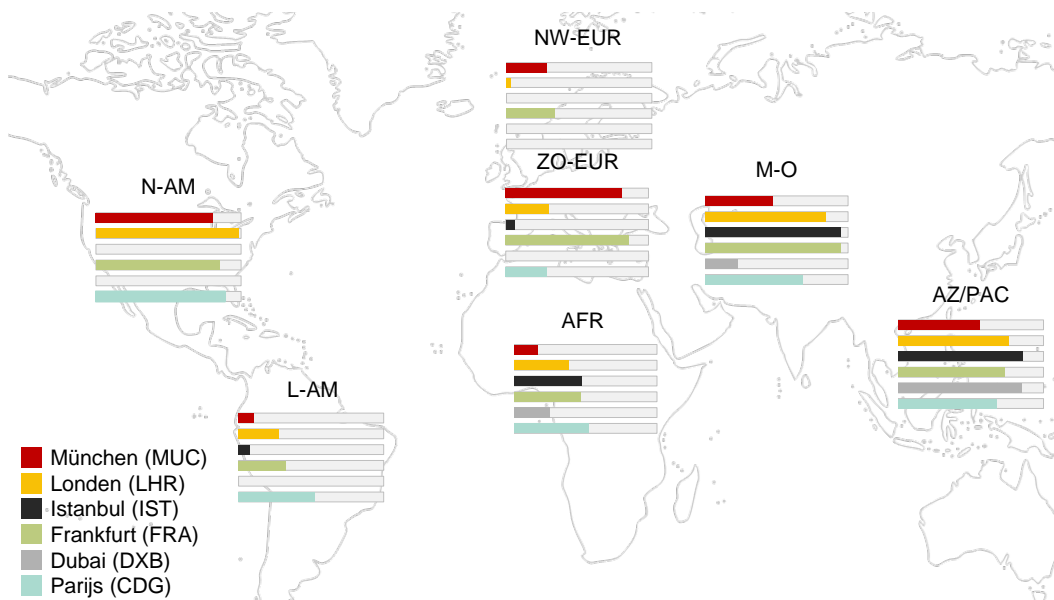 NW-EUR
ZO-EUR
M-O
N-AM
AZ/PAC
AFR
L-AM
München (MUC)
Londen (LHR)
Istanbul (IST)
Frankfurt (FRA)
Dubai (DXB)
Parijs (CDG)